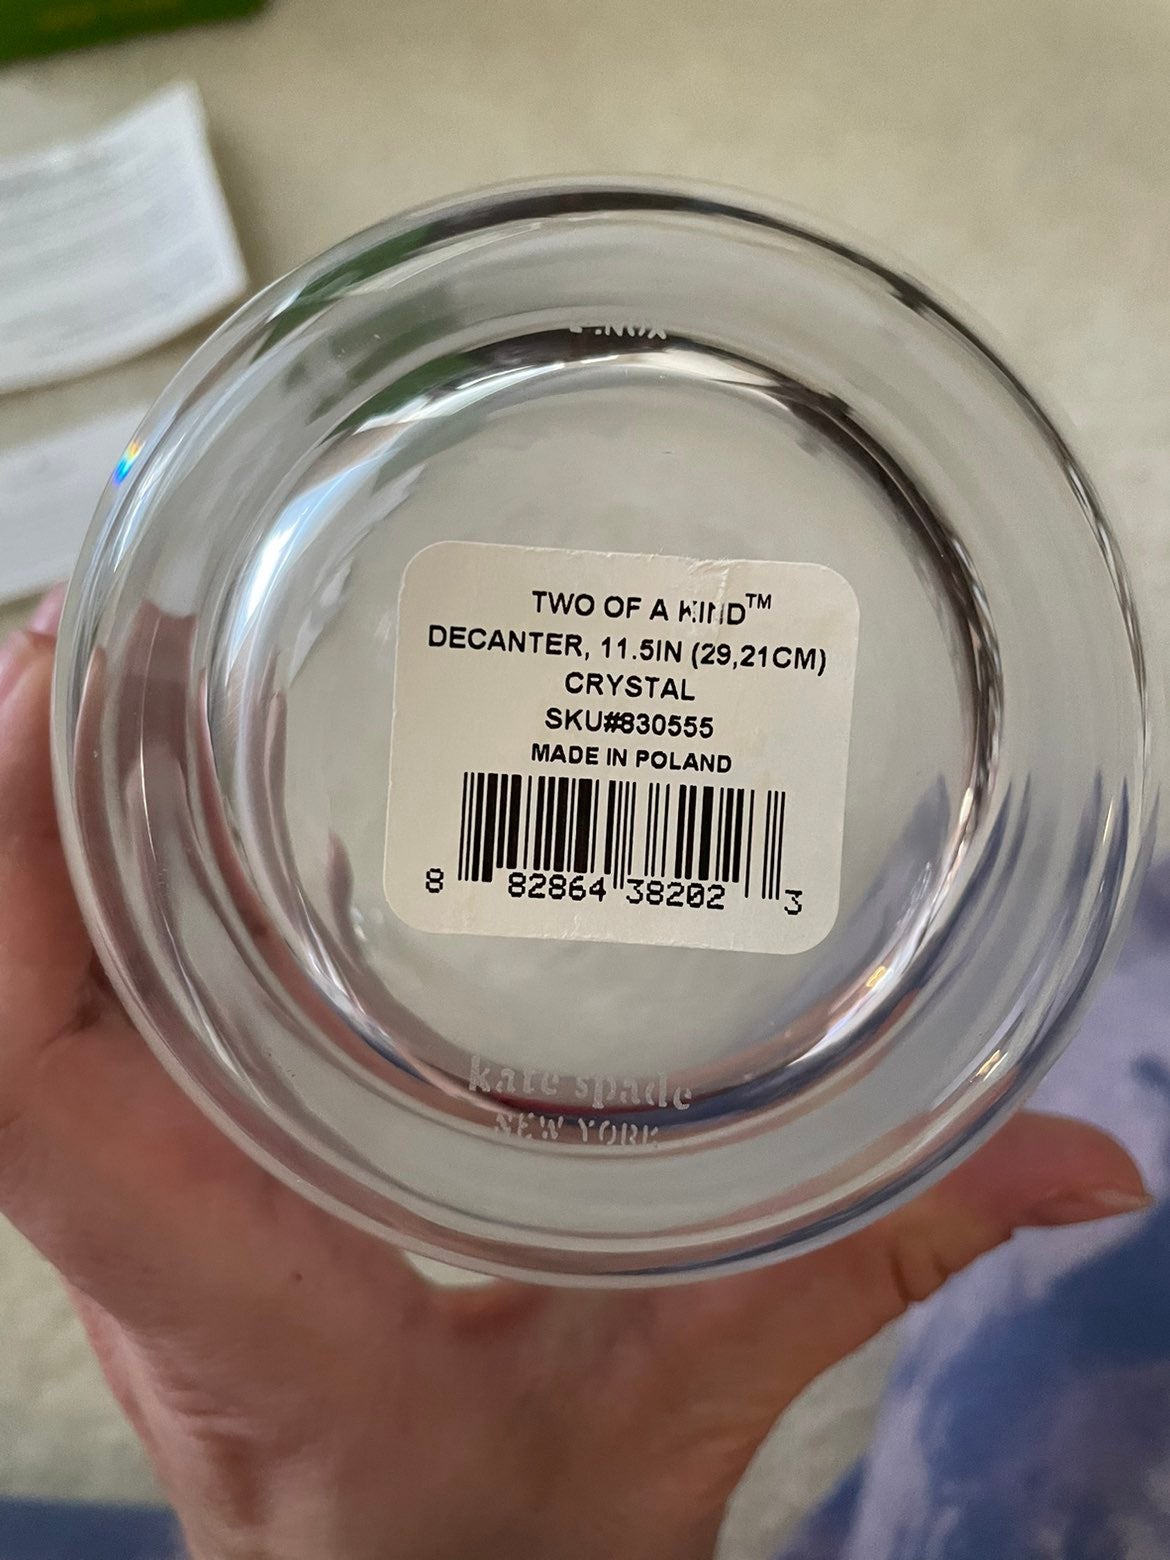 TWO OF A KIND™
DECANTER, 11.5IN (29,21CM)
CRYSTAL
SKU#830555
MADE IN POLAND
8 82864 38202 3
kate spade
NEW YORK